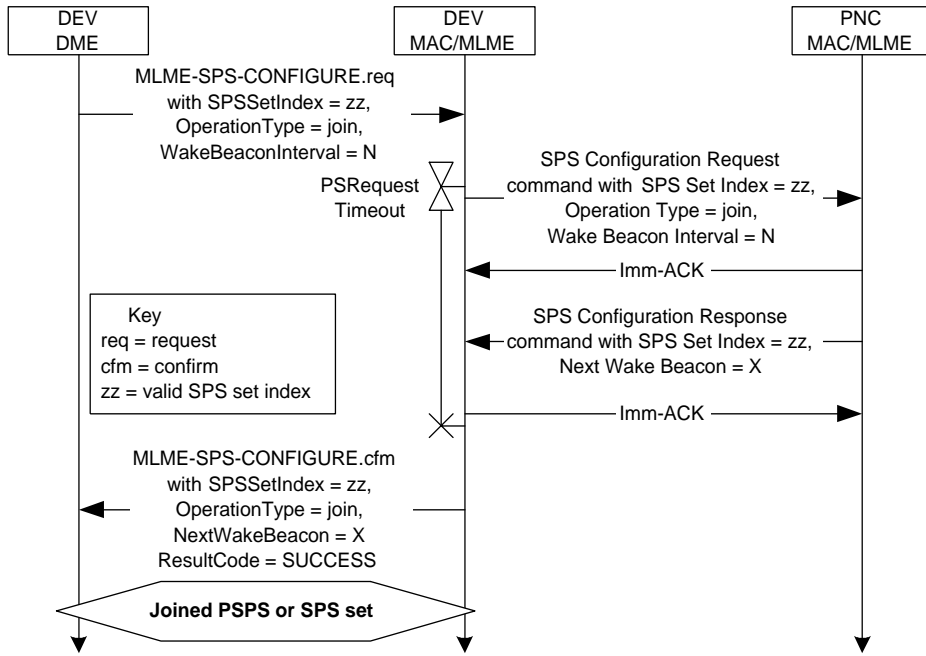 DEV
DME
DEV
MAC/MLME
PNC
MAC/MLME
MLME-SPS-CONFIGURE.req
with SPSSetIndex = zz,
OperationType = join,
WakeBeaconInterval = N
PSRequest
Timeout
SPS Configuration Request
command with SPS Set Index = zz,
Operation Type = join,
Wake Beacon Interval = N
Imm-ACK
Key
req = request
cfm = confirm
zz = valid SPS set index
SPS Configuration Response
command with SPS Set Index = zz,
Next Wake Beacon = X
Imm-ACK
MLME-SPS-CONFIGURE.cfm
with SPSSetIndex = zz,
OperationType = join,
NextWakeBeacon = X
ResultCode = SUCCESS
Joined PSPS or SPS set